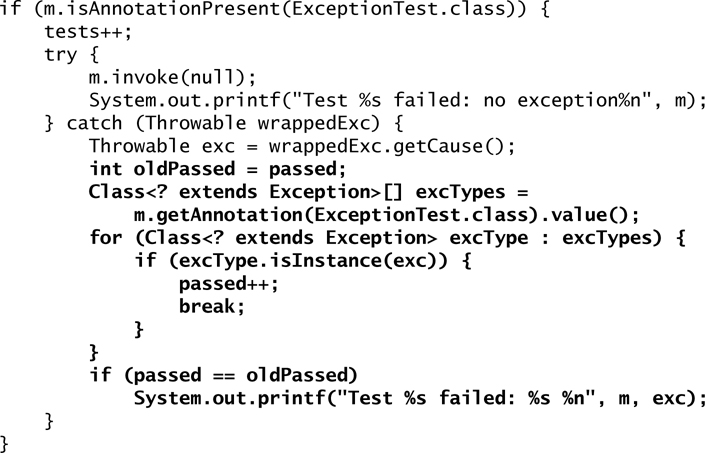 if (m.isAnnotationPresent(ExceptionTest.class)) {
    tests++;
    try {
        m.invoke(null);
        System.out.printf("Test %s failed: no exception%n", m);
    } catch (Throwable wrappedExc) {
        Throwable exc = wrappedExc.getCause();
        int oldPassed = passed;
        Class<? extends Exception>[] excTypes =
            m.getAnnotation(ExceptionTest.class).value();
        for (Class<? extends Exception> excType : excTypes) {
            if (excType.isInstance(exc)) {
                passed++;
                break;
            }
        }
        if (passed == oldPassed)
            System.out.printf("Test %s failed: %s %n", m, exc);
    }
}